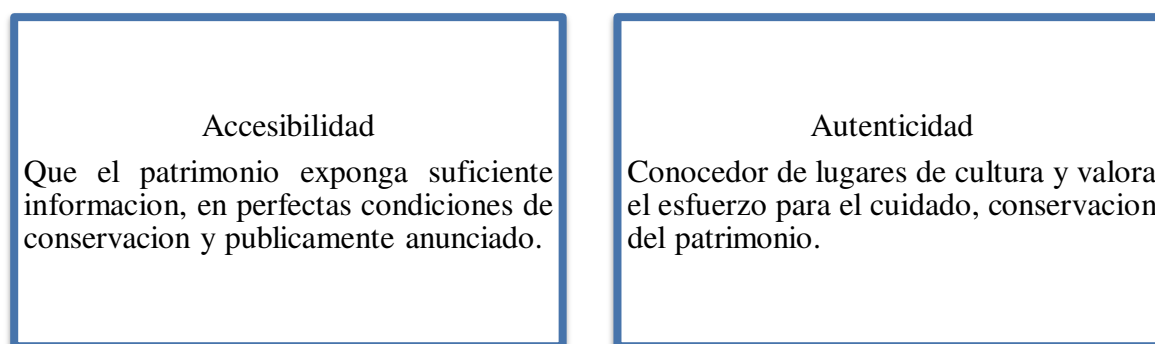 Accesibilidad
Que el patrimonio exponga suficiente
informacion, en perfectas condiciones de
conservacion y publicamente anunciado.
Autenticidad
Conocedor de lugares de cultura y valora
el esfuerzo para el cuidado, conservacion
del patrimonio.